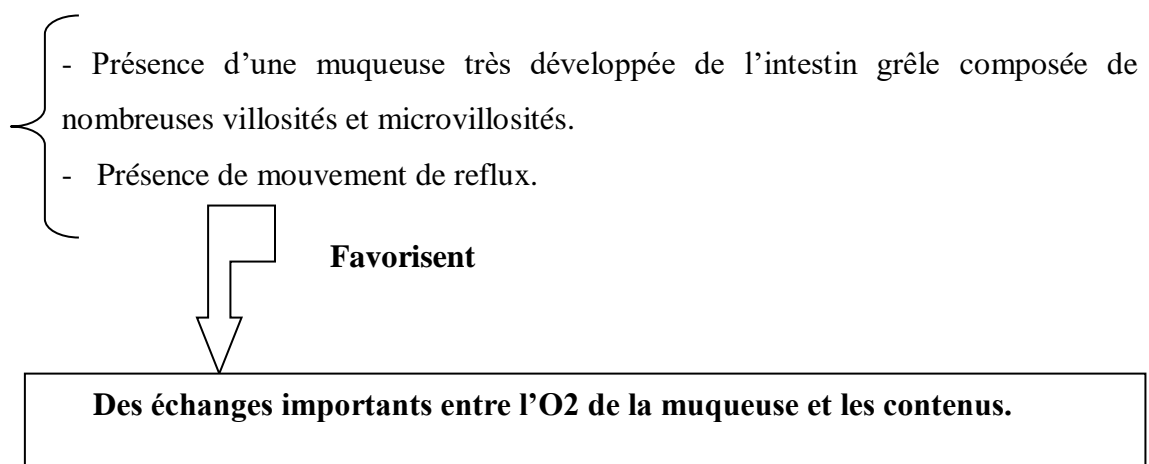 - Présence d’une muqueuse très développée de l’intestin grêle composée de
nombreuses villosités et microvillosités.
- Présence de mouvement de reflux.
Favorisent
Des échanges importants entre l’O2 de la muqueuse et les contenus.